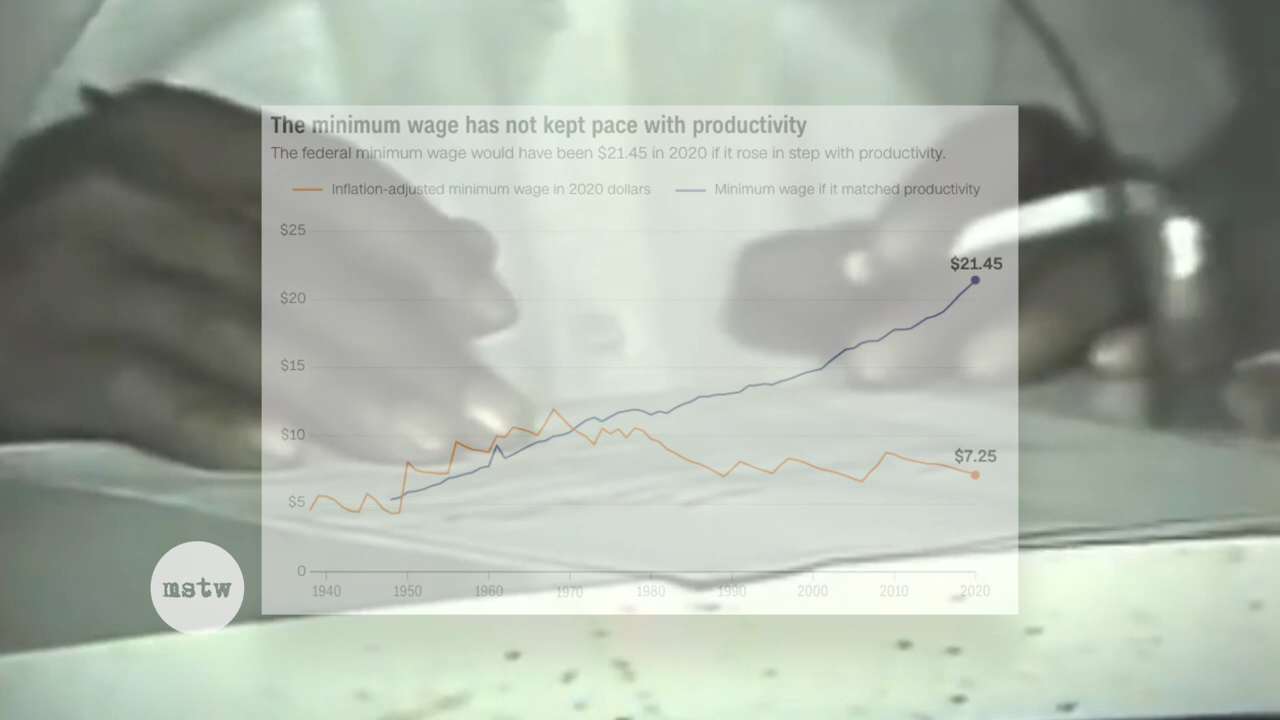 The minimum wage has not kept pace with productivity
The federal minimum wage would have been $21.45 in 2020 if it rose in step with productivity.
Inflation-adjusted minimum wage in 2020 dollars Minimum wage if it matched productivity
$25
$21.45
$20
$15
$10
$7.25
$5
0
1940 1950 1960 1970 1980 1990 2000 2010 2020
mstw